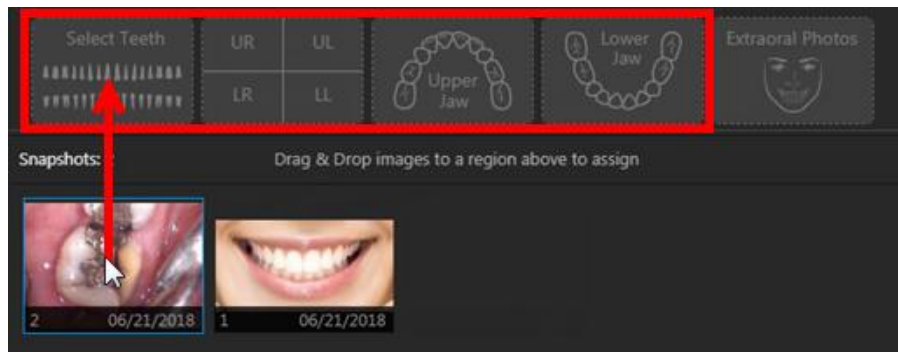 Select Teeth
UR
UL
LR
LL
Upper
Jaw
Lower
Jaw
Extraoral Photos
Snapshots:
Drag & Drop images to a region above to assign
2
06/21/2018
1
06/21/2018